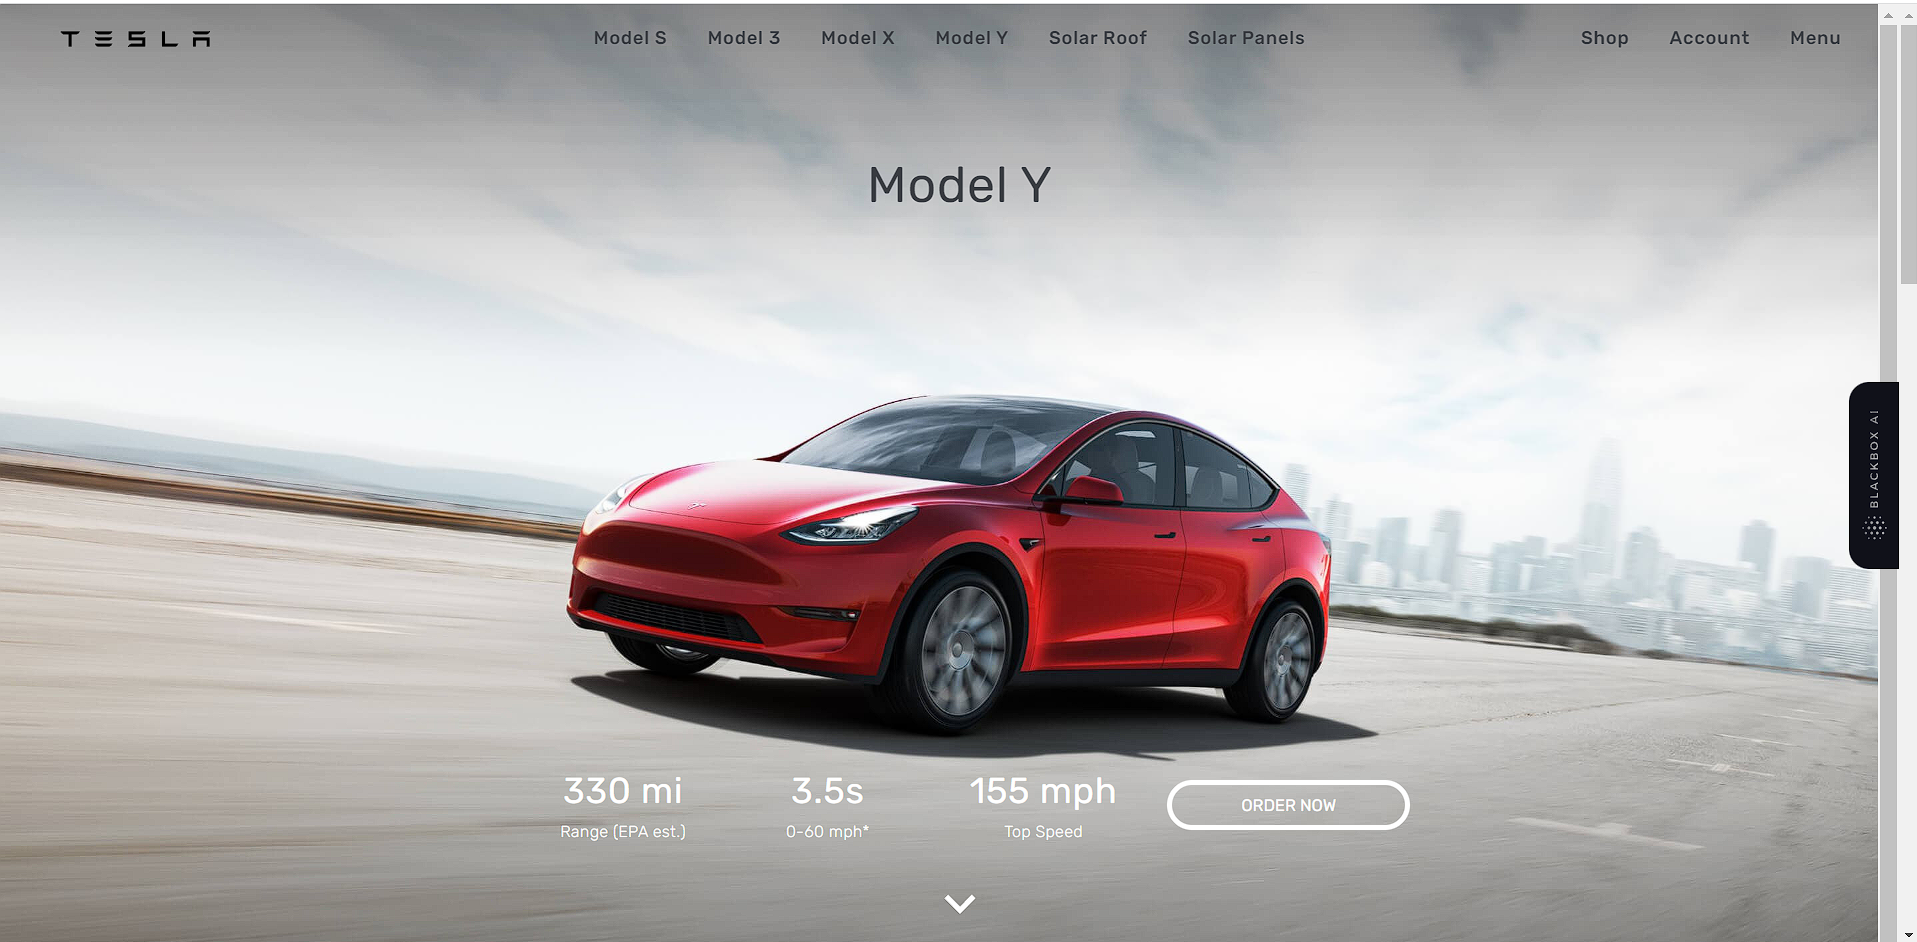 TESLA
Model S Model 3 Model X Model Y Solar Roof Solar Panels Shop Account Menu
Model Y
BLACKBOX AI
330 mi 3.5s 155 mph
ORDER NOW
Range (EPA est.) 0-60 mph* Top Speed